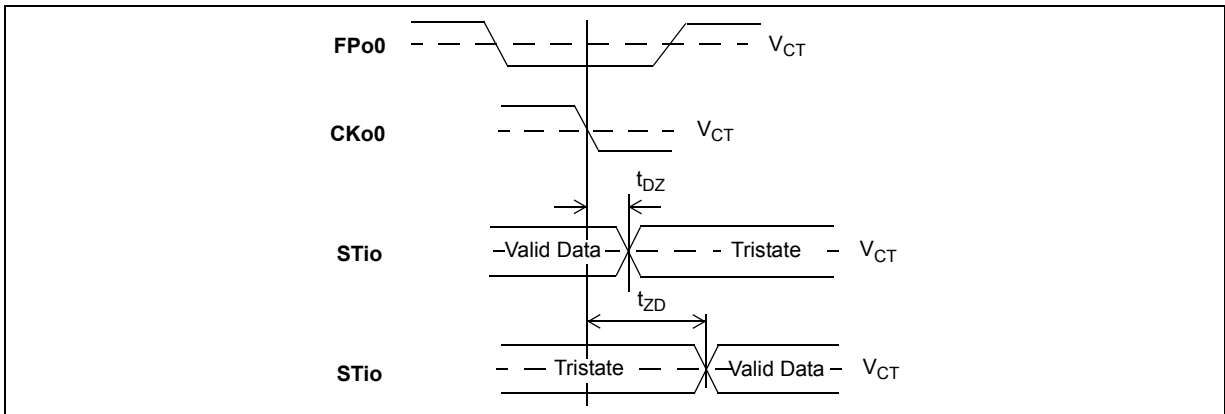 FPo0
V_CT
CKo0
V_CT
t_DZ
STio
Valid Data
Tristate
V_CT
t_ZD
STio
Tristate
Valid Data
V_CT